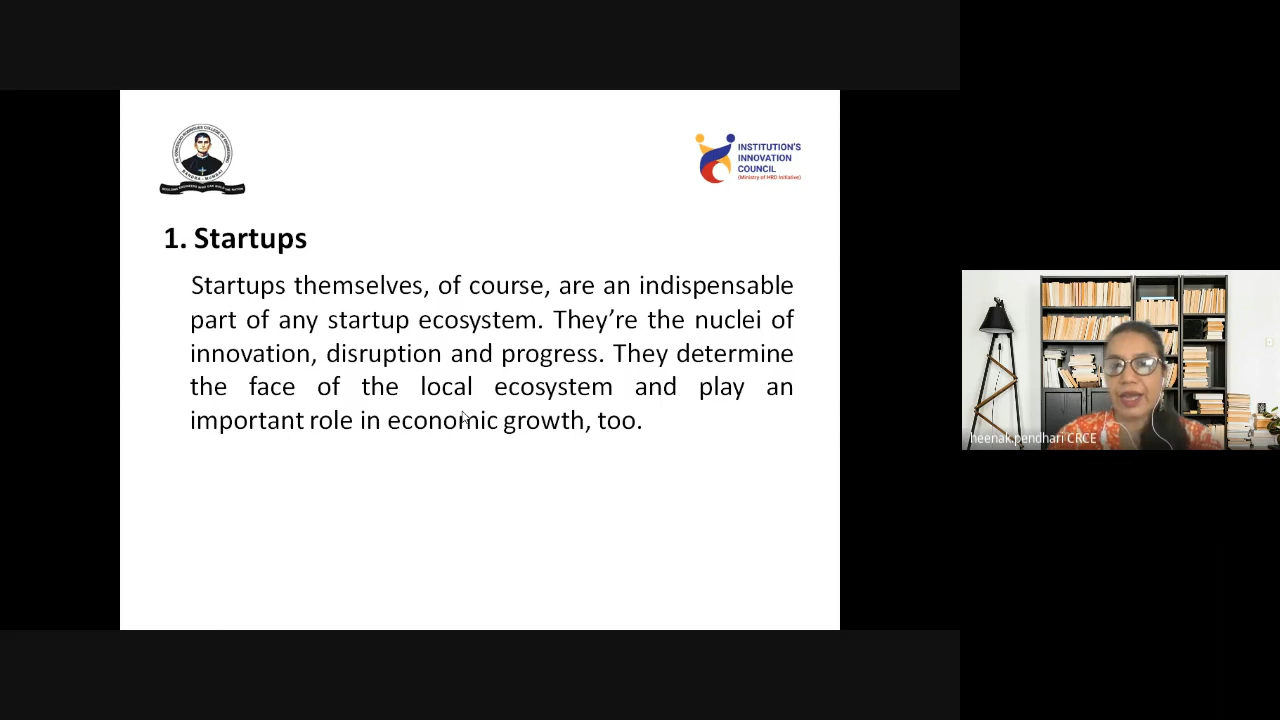 INSTITUTION'S
INNOVATION
COUNCIL
(Ministry of HRD Initiative)
1. Startups
Startups themselves, of course, are an indispensable
part of any startup ecosystem. They’re the nuclei of
innovation, disruption and progress. They determine
the face of the local ecosystem and play an
important role in economic growth, too.
heenak.pendhari CRCE